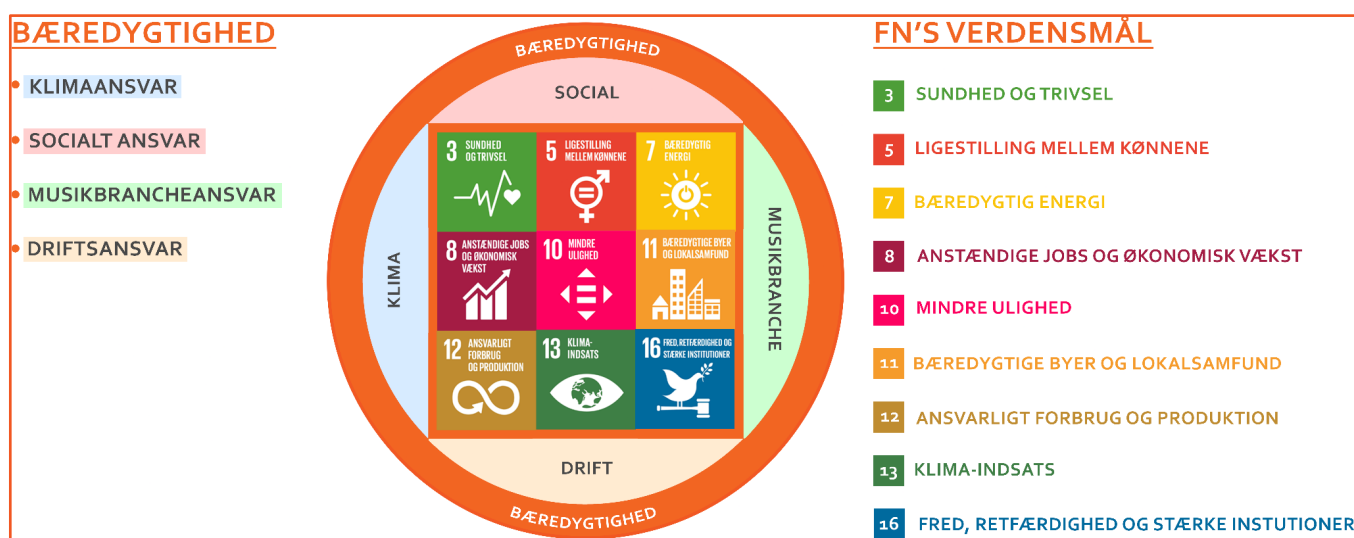 BÆREDYGTIGHED
KLIMAANSVAR
SOCIALT ANSVAR
MUSIKBRANCHEANSVAR
DRIFTSANSVAR
BÆREDYGTIGHED
SOCIAL
KLIMA
3 SUNDHED
OG TRIVSEL
5 LIGESTILLING
MELLEM KØNNENE
7 BÆREDYGTIG
ENERGI
8 ANSTÆNDIGE JOBS
OG ØKONOMISK
VÆKST
10 MINDRE
ULIGHED
11 BÆREDYGTIGE BYER
OG LOKALSAMFUND
12 ANSVARLIGT
FORBRUG
OG PRODUKTION
13 KLIMA-
INDSATS
16 FRED, RETFÆRDIGHED OG
STÆRKE INSTITUTIONER
MUSIKBRANCHE
DRIFT
BÆREDYGTIGHED
FN'S VERDENSMÅL
3 SUNDHED OG TRIVSEL
5 LIGESTILLING MELLEM KØNNENE
7 BÆREDYGTIG ENERGI
8 ANSTÆNDIGE JOBS OG ØKONOMISK VÆKST
10 MINDRE ULIGHED
11 BÆREDYGTIGE BYER OG LOKALSAMFUND
12 ANSVARLIGT FORBRUG OG PRODUKTION
13 KLIMA-INDSATS
16 FRED, RETFÆRDIGHED OG STÆRKE INSTUTIONER